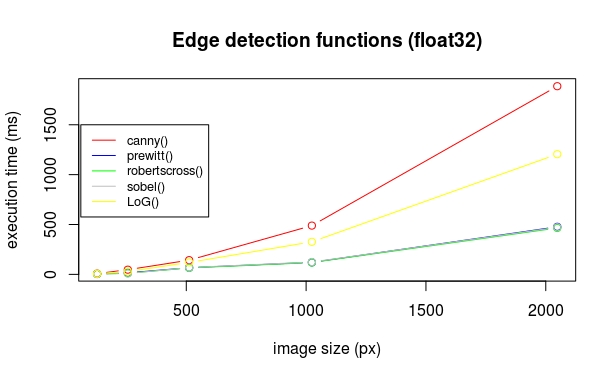 Edge detection functions (float32)
execution time (ms)
0
500
1000
1500
canny()
prewitt()
robertscross()
sobel()
LoG()
500
1000
1500
2000
image size (px)